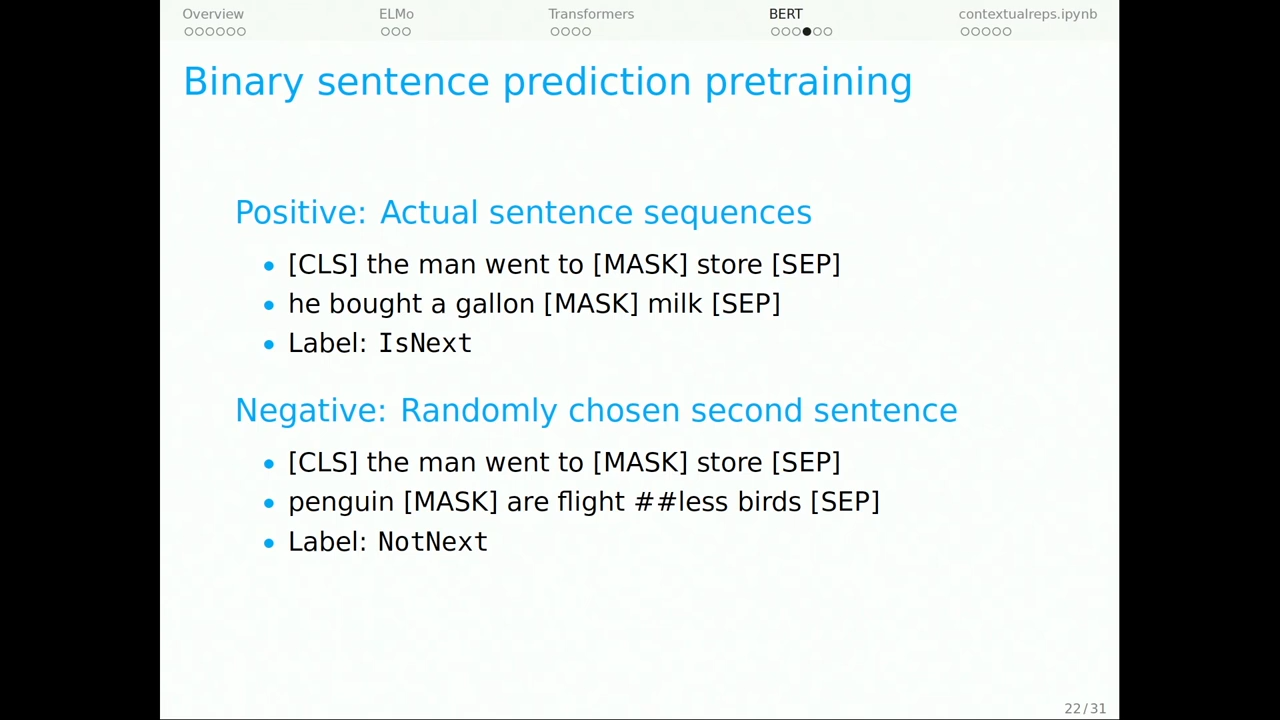 Overview ELMo Transformers BERT contextualreps.ipynb
Binary sentence prediction pretraining
Positive: Actual sentence sequences
• [CLS] the man went to [MASK] store [SEP]
• he bought a gallon [MASK] milk [SEP]
• Label: IsNext
Negative: Randomly chosen second sentence
• [CLS] the man went to [MASK] store [SEP]
• penguin [MASK] are flight ##less birds [SEP]
• Label: NotNext
22 / 31